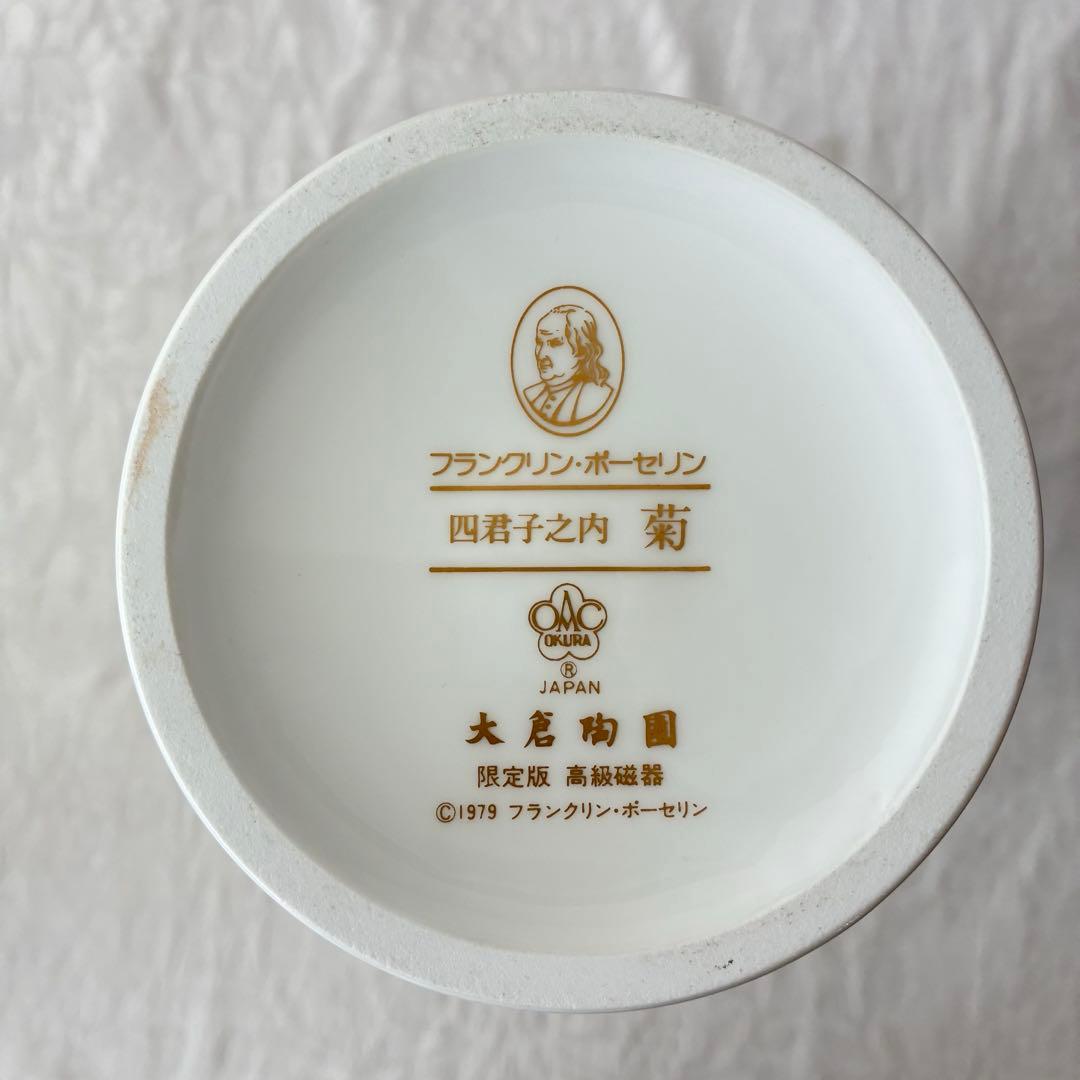 フランクリン・ポーセリン
四君子之内 菊
OAC
OKURA
®
JAPAN
大倉陶園
限定版 高級磁器
©1979 フランクリン・ポーセリン